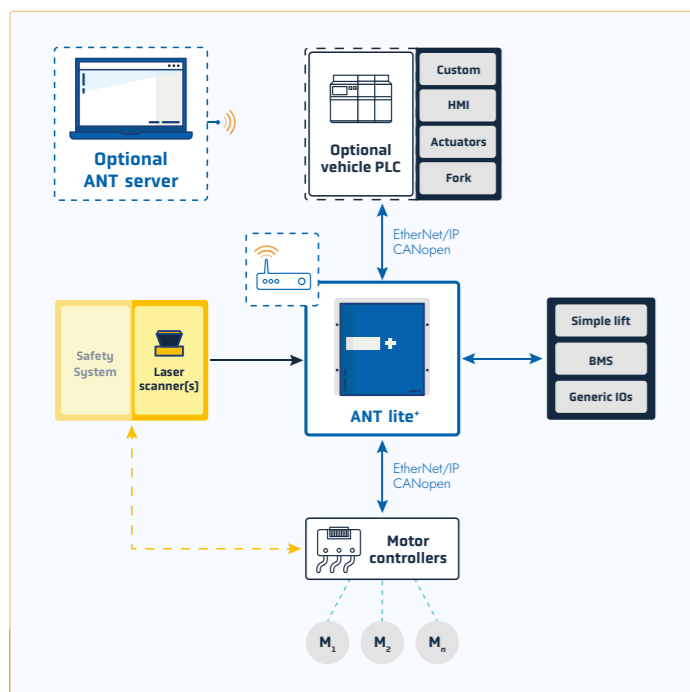 Optional
ANT server
Optional
vehicle PLC
Custom
HMI
Actuators
Fork
EtherNet/IP
CANopen
Safety
System
Laser
scanner(s)
ANT lite⁺
Simple lift
BMS
Generic IOs
EtherNet/IP
CANopen
Motor
controllers
M₁
M₂
Mₙ